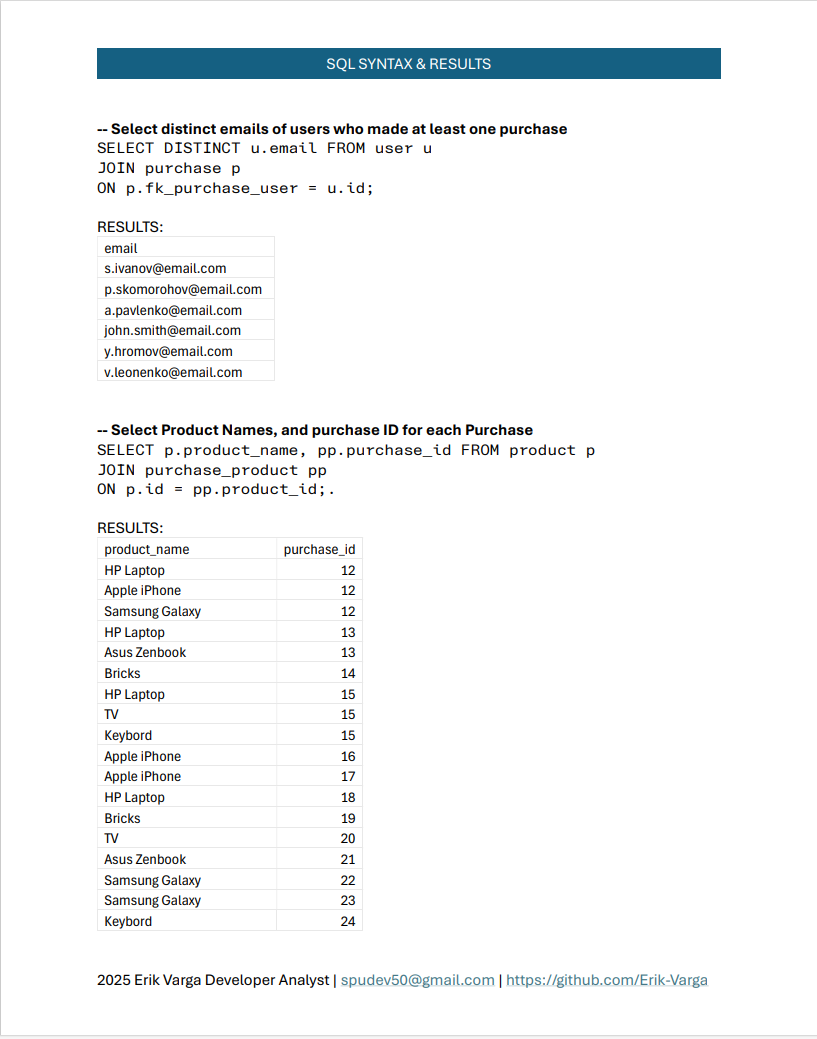 SQL SYNTAX & RESULTS
-- Select distinct emails of users who made at least one purchase
SELECT DISTINCT u.email FROM user u
JOIN purchase p
ON p.fk_purchase_user = u.id;
RESULTS:
email
s.ivanov@email.com
p.skomorohov@email.com
a.pavlenko@email.com
john.smith@email.com
y.hromov@email.com
v.leonenko@email.com
-- Select Product Names, and purchase ID for each Purchase
SELECT p.product_name, pp.purchase_id FROM product p
JOIN purchase_product pp
ON p.id = pp.product_id;.
RESULTS:
product_name purchase_id
HP Laptop 12
Apple iPhone 12
Samsung Galaxy 12
HP Laptop 13
Asus Zenbook 13
Bricks 14
HP Laptop 15
TV 15
Keybord 15
Apple iPhone 16
Apple iPhone 17
HP Laptop 18
Bricks 19
TV 20
Asus Zenbook 21
Samsung Galaxy 22
Samsung Galaxy 23
Keybord 24
2025 Erik Varga Developer Analyst | spudev50@gmail.com | https://github.com/Erik-Varga